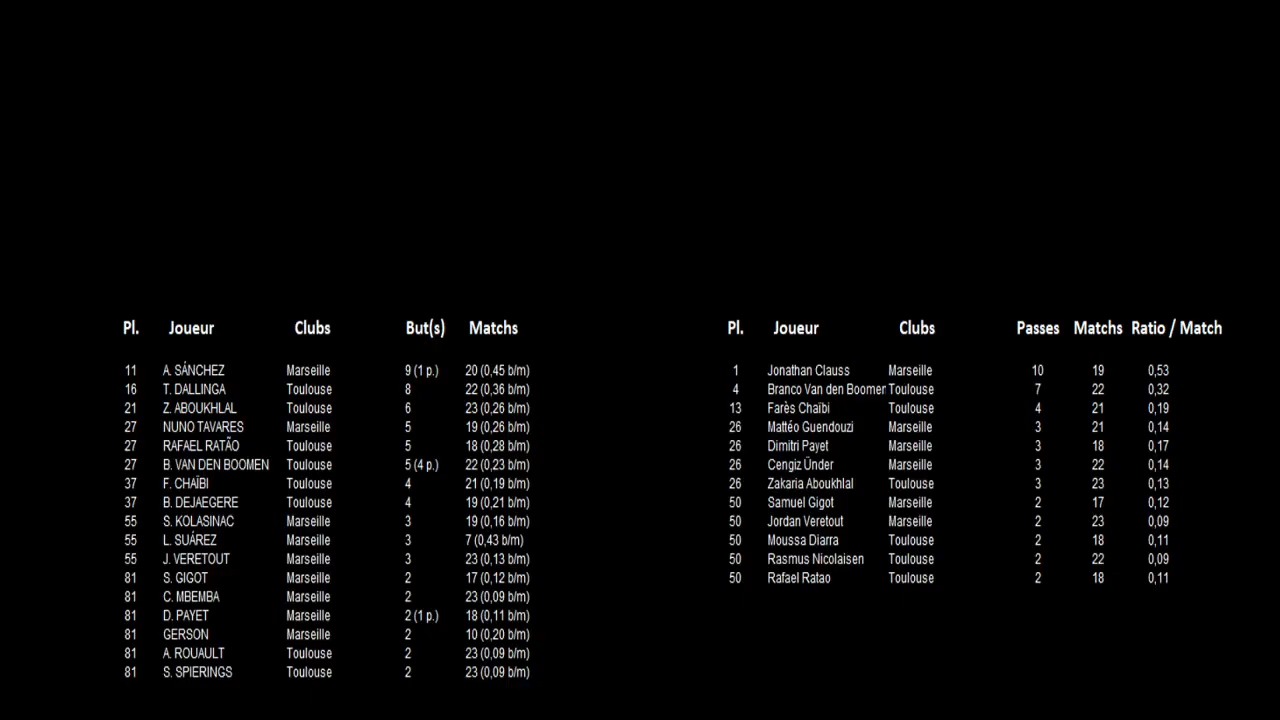 Pl. Joueur Clubs But(s) Matchs
11 A. SÁNCHEZ Marseille 9 (1 p.) 20 (0,45 b/m)
16 T. DALLINGA Toulouse 8 22 (0,36 b/m)
21 Z. ABOUKHLAL Toulouse 6 23 (0,26 b/m)
27 NUNO TAVARES Marseille 5 19 (0,26 b/m)
27 RAFAEL RATÃO Toulouse 5 18 (0,28 b/m)
27 B. VAN DEN BOOMEN Toulouse 5 (4 p.) 22 (0,23 b/m)
37 F. CHAÏBI Toulouse 4 21 (0,19 b/m)
37 B. DEJAEGERE Toulouse 4 19 (0,21 b/m)
55 S. KOLASINAC Marseille 3 19 (0,16 b/m)
55 L. SUÁREZ Marseille 3 7 (0,43 b/m)
55 J. VERETOUT Marseille 3 23 (0,13 b/m)
81 S. GIGOT Marseille 2 17 (0,12 b/m)
81 C. MBEMBA Marseille 2 23 (0,09 b/m)
81 D. PAYET Marseille 2 (1 p.) 18 (0,11 b/m)
81 GERSON Marseille 2 10 (0,20 b/m)
81 A. ROUAULT Toulouse 2 23 (0,09 b/m)
81 S. SPIERINGS Toulouse 2 23 (0,09 b/m)
Pl. Joueur Clubs Passes Matchs Ratio / Match
1 Jonathan Clauss Marseille 10 19 0,53
4 Branco Van den Boomen Toulouse 7 22 0,32
13 Farès Chaïbi Toulouse 4 21 0,19
26 Mattéo Guendouzi Marseille 3 21 0,14
26 Dimitri Payet Marseille 3 18 0,17
26 Cengiz Ünder Marseille 3 22 0,14
26 Zakaria Aboukhlal Toulouse 3 23 0,13
50 Samuel Gigot Marseille 2 17 0,12
50 Jordan Veretout Marseille 2 23 0,09
50 Moussa Diarra Toulouse 2 18 0,11
50 Rasmus Nicolaisen Toulouse 2 22 0,09
50 Rafael Ratao Toulouse 2 18 0,11